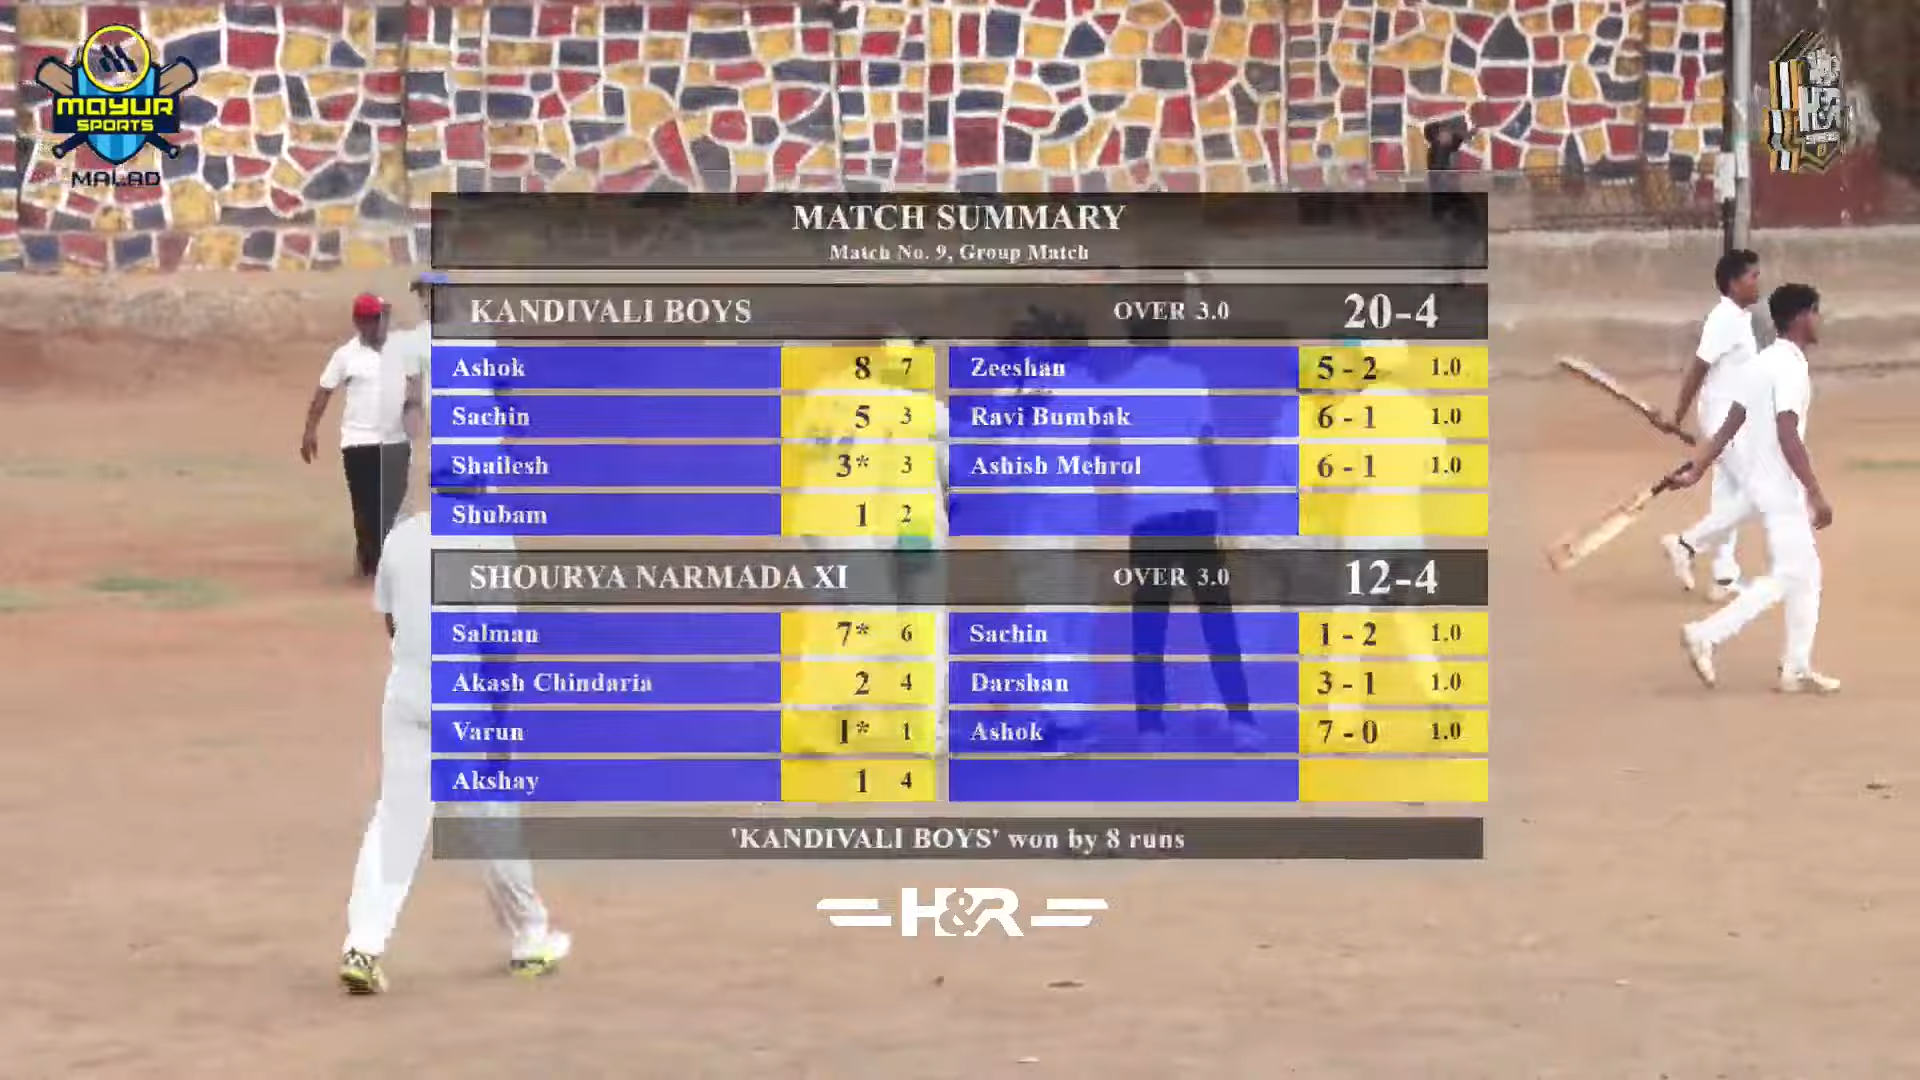 MAYUR
SPORTS
MALAD
H&R
MATCH SUMMARY
Match No. 9, Group Match
KANDIVALI BOYS OVER 3.0 20-4
Ashok 8 7 Zeeshan 5 - 2 1.0
Sachin 5 3 Ravi Bumbak 6 - 1 1.0
Shailesh 3* 3 Ashish Mehrol 6 - 1 1.0
Shubam 1 2
SHOURYA NARMADA XI OVER 3.0 12-4
Salman 7* 6 Sachin 1 - 2 1.0
Akash Chindaria 2 4 Darshan 3 - 1 1.0
Varun 1* 1 Ashok 7 - 0 1.0
Akshay 1 4
'KANDIVALI BOYS' won by 8 runs
H&R